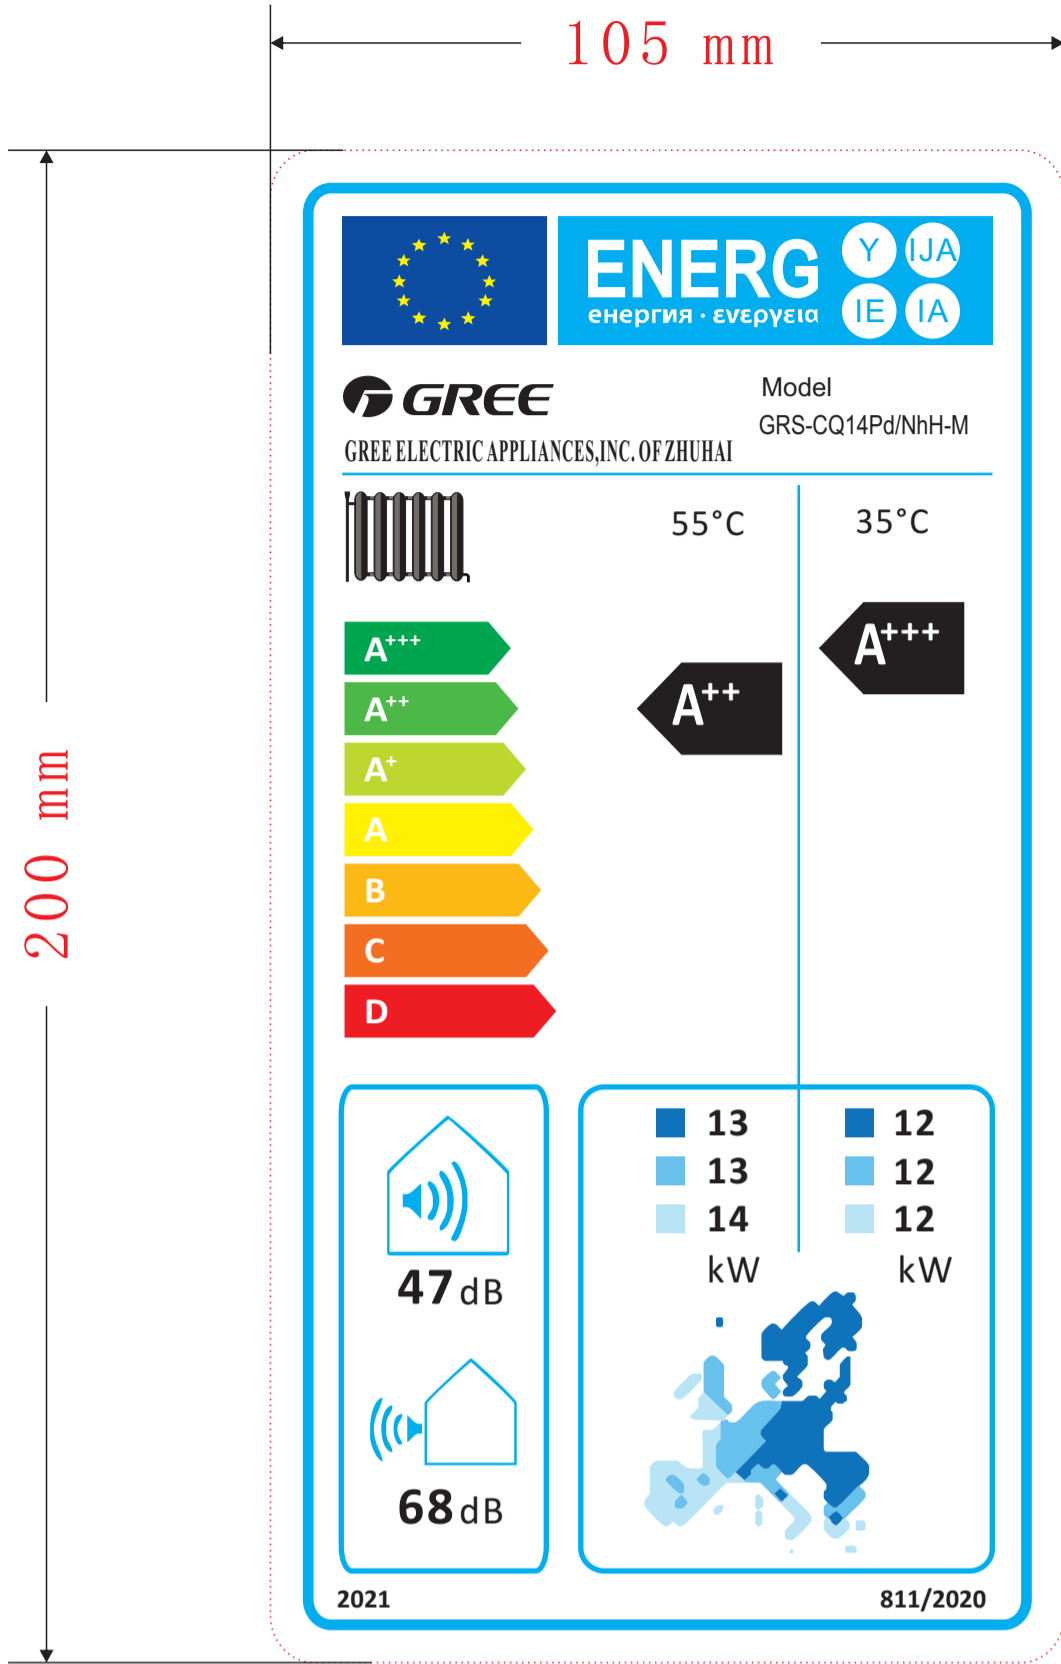 105 mm
200 mm
ENERG
енергия · ενεργεια
Y
IJA
IE
IA
GREE
GREE ELECTRIC APPLIANCES,INC. OF ZHUHAI
Model
GRS-CQ14Pd/NhH-M
55°C
35°C
A+++
A++
A+
A
B
C
D
A++
A+++
47 dB
68 dB
13
13
14
kW
12
12
12
kW
2021
811/2020